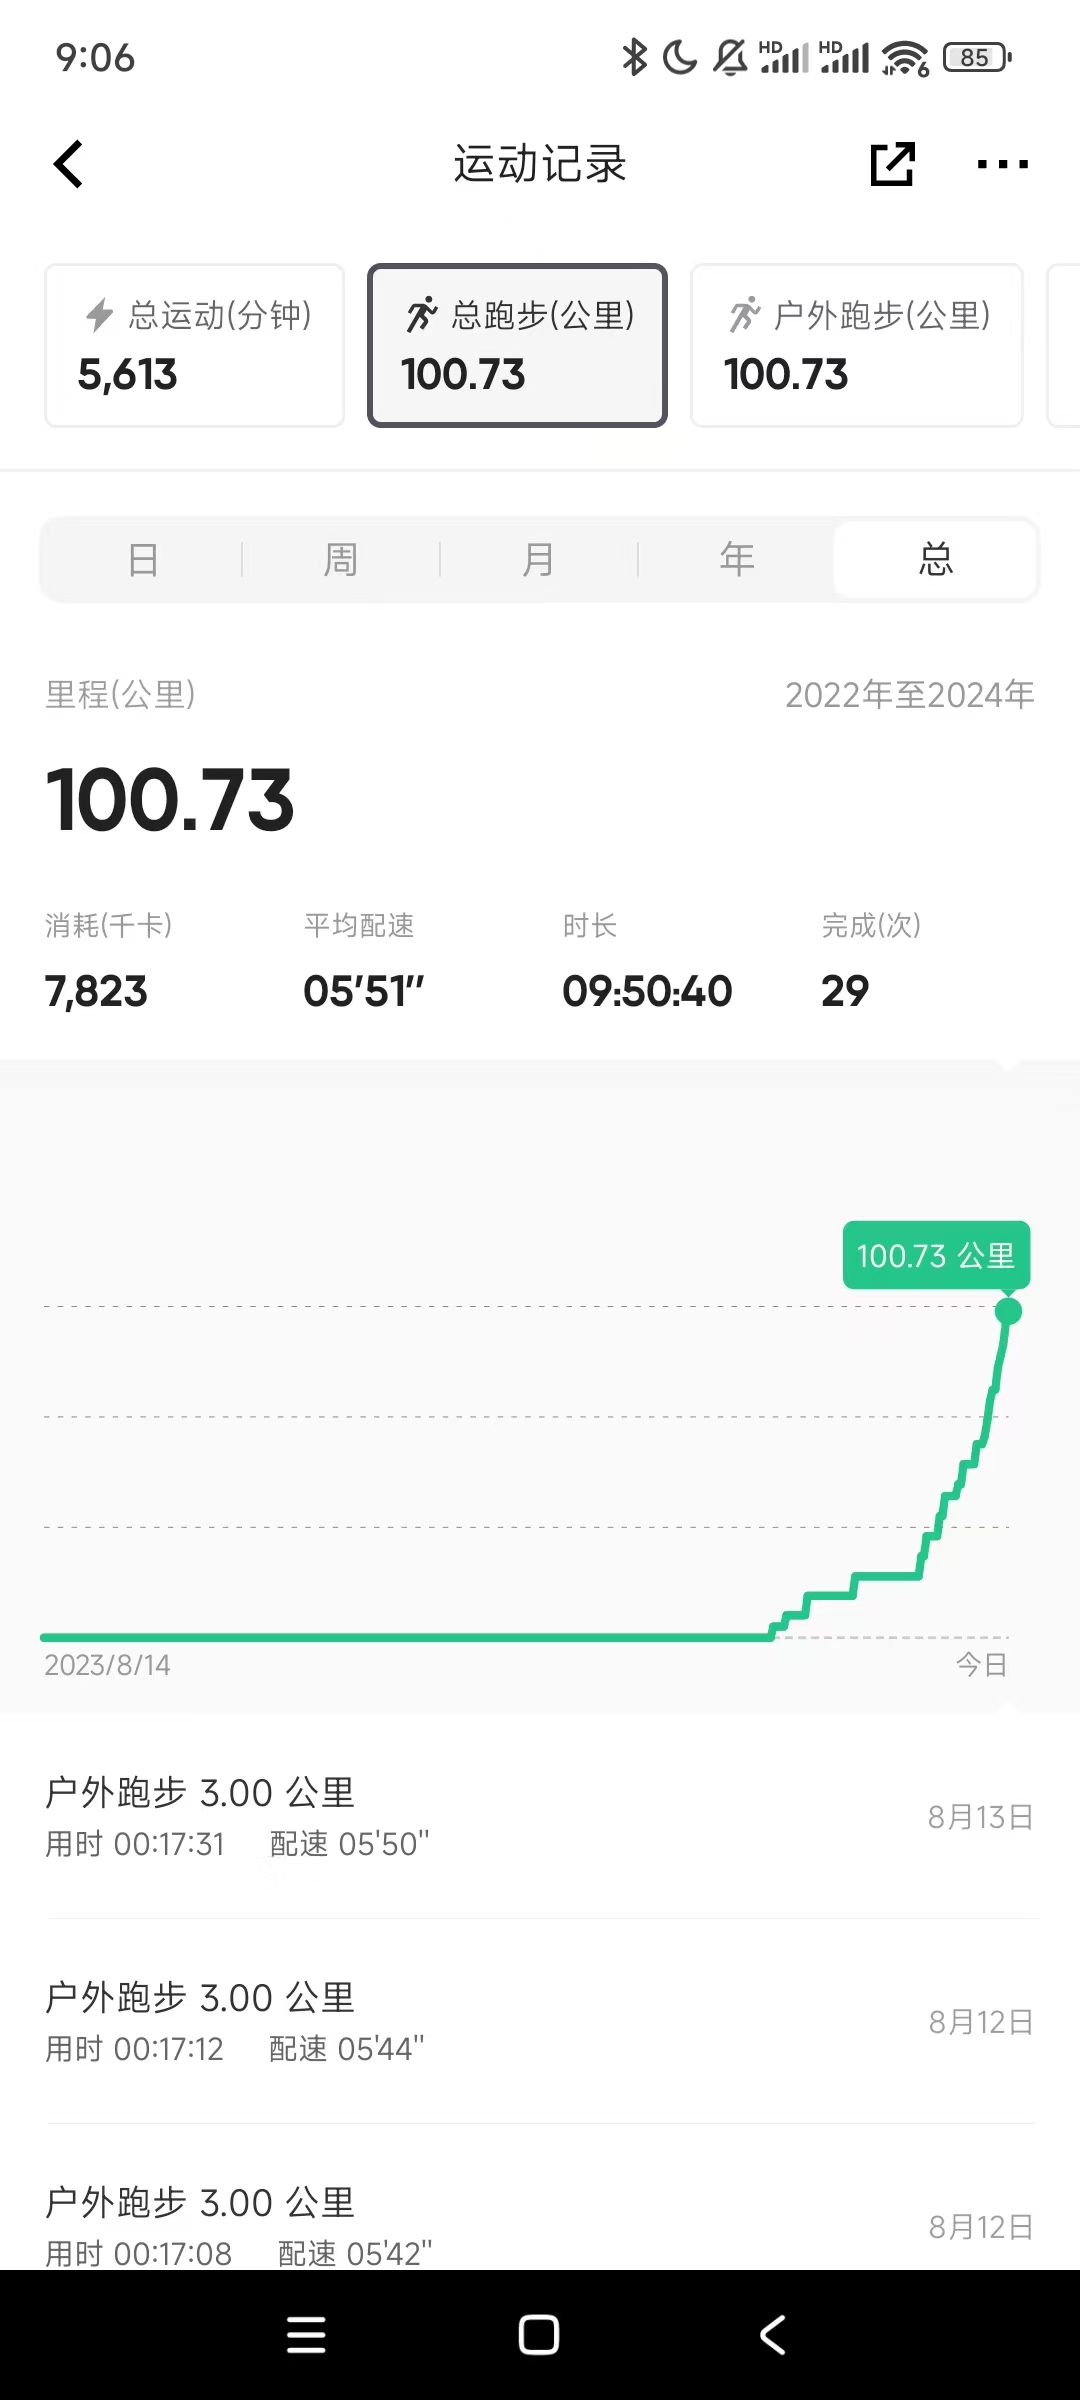 9:06
HD HD 6 85
运动记录
总运动(分钟) 总跑步(公里) 户外跑步(公里)
5,613 100.73 100.73
日 周 月 年 总
里程(公里) 2022年至2024年
100.73
消耗(千卡) 平均配速 时长 完成(次)
7,823 05'51" 09:50:40 29
100.73 公里
2023/8/14 今日
户外跑步 3.00 公里
8月13日
用时 00:17:31 配速 05'50"
户外跑步 3.00 公里
8月12日
用时 00:17:12 配速 05'44"
户外跑步 3.00 公里
8月12日
用时 00:17:08 配速 05'42"